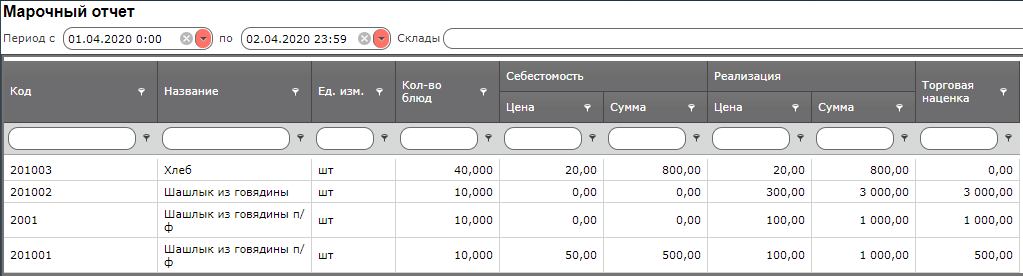 Марочный отчет
Период с 01.04.2020 0:00 по 02.04.2020 23:59 Склады
Код Название Ед. изм. Кол-во блюд Себестомость Реализация Торговая наценка
Цена Сумма Цена Сумма
201003 Хлеб шт 40,000 20,00 800,00 20,00 800,00 0,00
201002 Шашлык из говядины шт 10,000 0,00 0,00 300,00 3 000,00 3 000,00
2001 Шашлык из говядины п/ф шт 10,000 0,00 0,00 100,00 1 000,00 1 000,00
201001 Шашлык из говядины п/ф шт 10,000 50,00 500,00 100,00 1 000,00 500,00